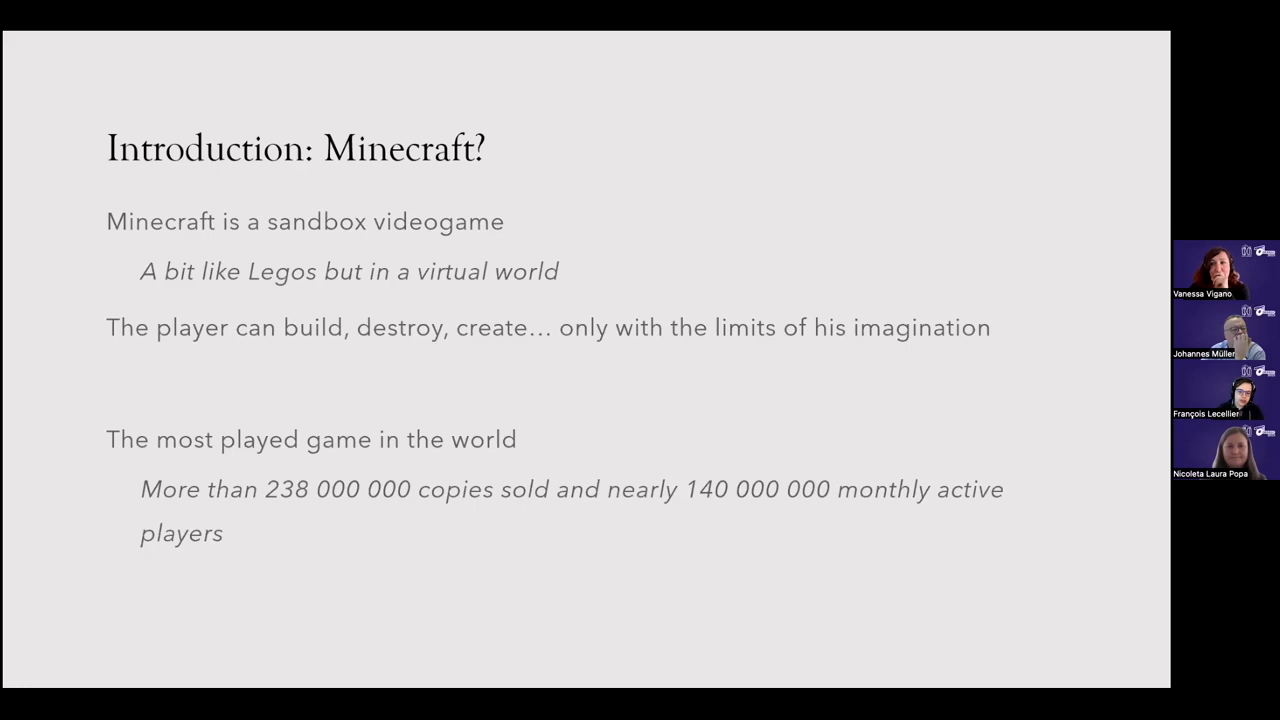 Introduction: Minecraft?
Minecraft is a sandbox videogame
A bit like Legos but in a virtual world
The player can build, destroy, create… only with the limits of his imagination
The most played game in the world
More than 238 000 000 copies sold and nearly 140 000 000 monthly active
players
Vanessa Vigano
Johannes Müller
François Lecellier
Nicoleta Laura Popa